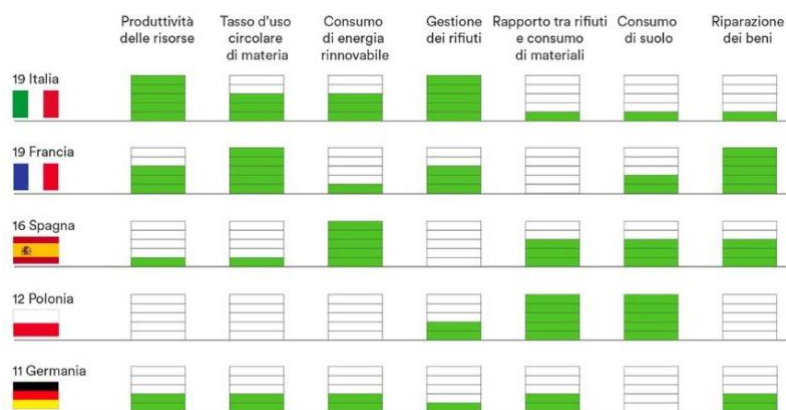 Produttività
delle risorse
Tasso d'uso
circolare
di materia
Consumo
di energia
rinnovabile
Gestione
dei rifiuti
Rapporto tra rifiuti
e consumo
di materiali
Consumo
di suolo
Riparazione
dei beni
19 Italia
19 Francia
16 Spagna
12 Polonia
11 Germania